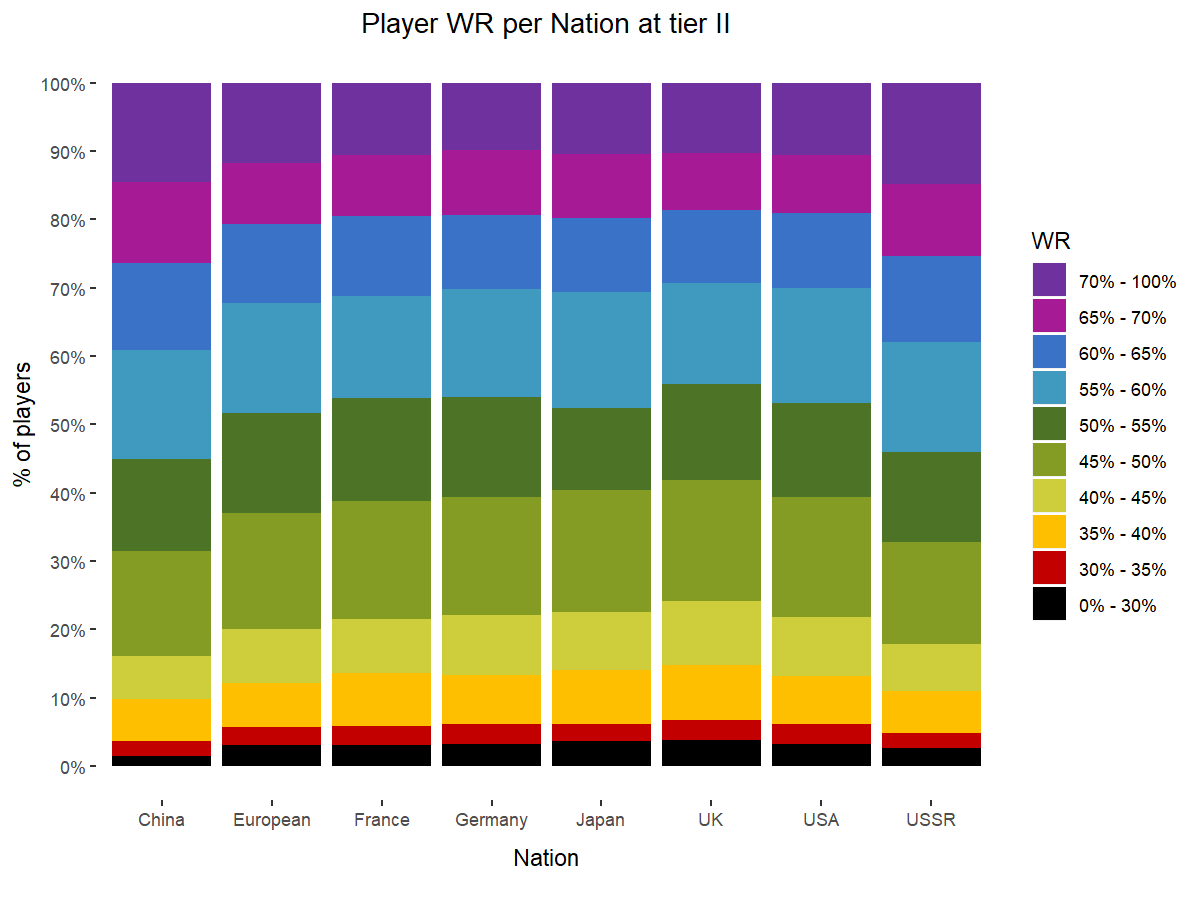 Player WR per Nation at tier II
100%
90%
80%
70%
60%
50%
40%
30%
20%
10%
0%
% of players
China European France Germany Japan UK USA USSR
Nation
WR
70% - 100%
65% - 70%
60% - 65%
55% - 60%
50% - 55%
45% - 50%
40% - 45%
35% - 40%
30% - 35%
0% - 30%